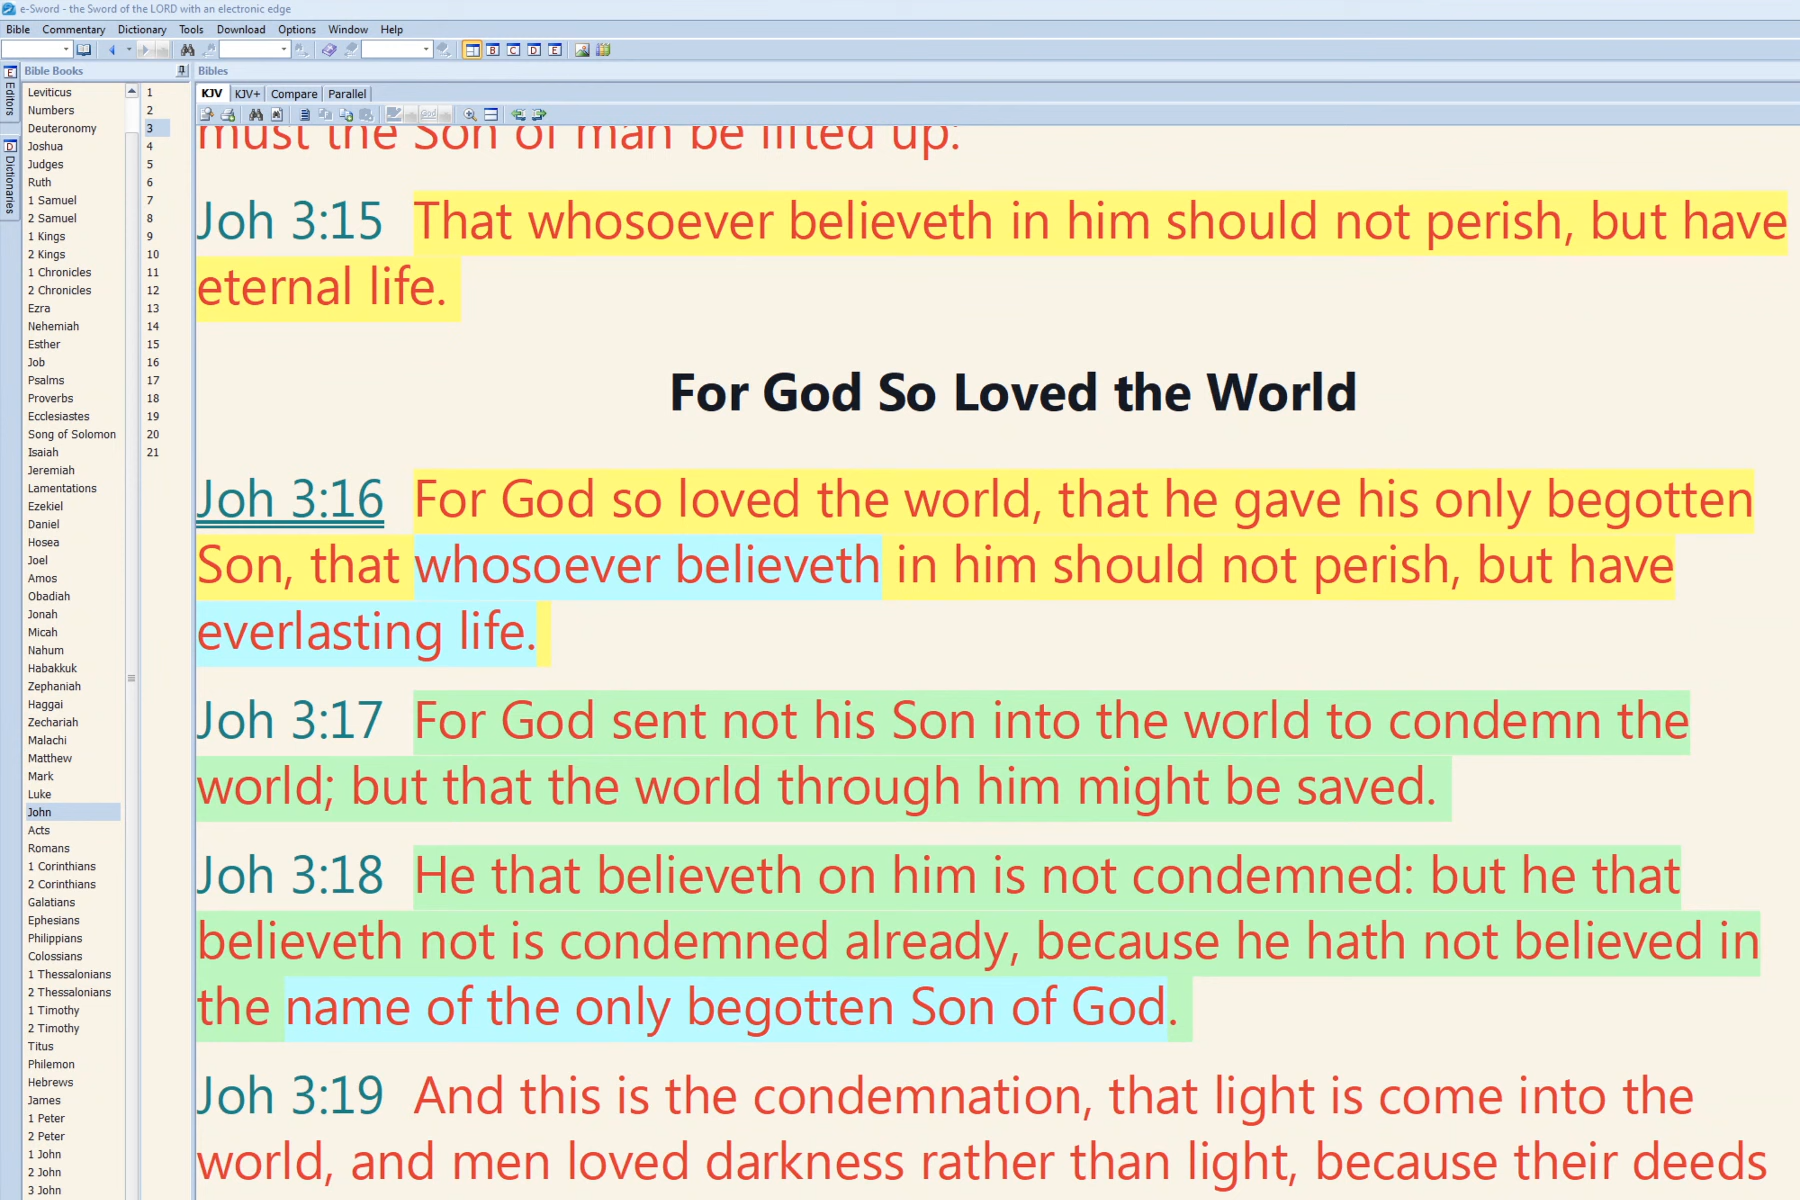 e-Sword - the Sword of the LORD with an electronic edge
Bible Commentary Dictionary Tools Download Options Window Help
B C D E
E Editors
D Dictionaries
Bible Books
Leviticus
Numbers
Deuteronomy
Joshua
Judges
Ruth
1 Samuel
2 Samuel
1 Kings
2 Kings
1 Chronicles
2 Chronicles
Ezra
Nehemiah
Esther
Job
Psalms
Proverbs
Ecclesiastes
Song of Solomon
Isaiah
Jeremiah
Lamentations
Ezekiel
Daniel
Hosea
Joel
Amos
Obadiah
Jonah
Micah
Nahum
Habakkuk
Zephaniah
Haggai
Zechariah
Malachi
Matthew
Mark
Luke
John
Acts
Romans
1 Corinthians
2 Corinthians
Galatians
Ephesians
Philippians
Colossians
1 Thessalonians
2 Thessalonians
1 Timothy
2 Timothy
Titus
Philemon
Hebrews
James
1 Peter
2 Peter
1 John
2 John
3 John
1
2
3
4
5
6
7
8
9
10
11
12
13
14
15
16
17
18
19
20
21
Bibles
KJV KJV+ Compare Parallel
must the Son of man be lifted up:
Joh 3:15 That whosoever believeth in him should not perish, but have
eternal life.
For God So Loved the World
Joh 3:16 For God so loved the world, that he gave his only begotten
Son, that whosoever believeth in him should not perish, but have
everlasting life.
Joh 3:17 For God sent not his Son into the world to condemn the
world; but that the world through him might be saved.
Joh 3:18 He that believeth on him is not condemned: but he that
believeth not is condemned already, because he hath not believed in
the name of the only begotten Son of God.
Joh 3:19 And this is the condemnation, that light is come into the
world, and men loved darkness rather than light, because their deeds